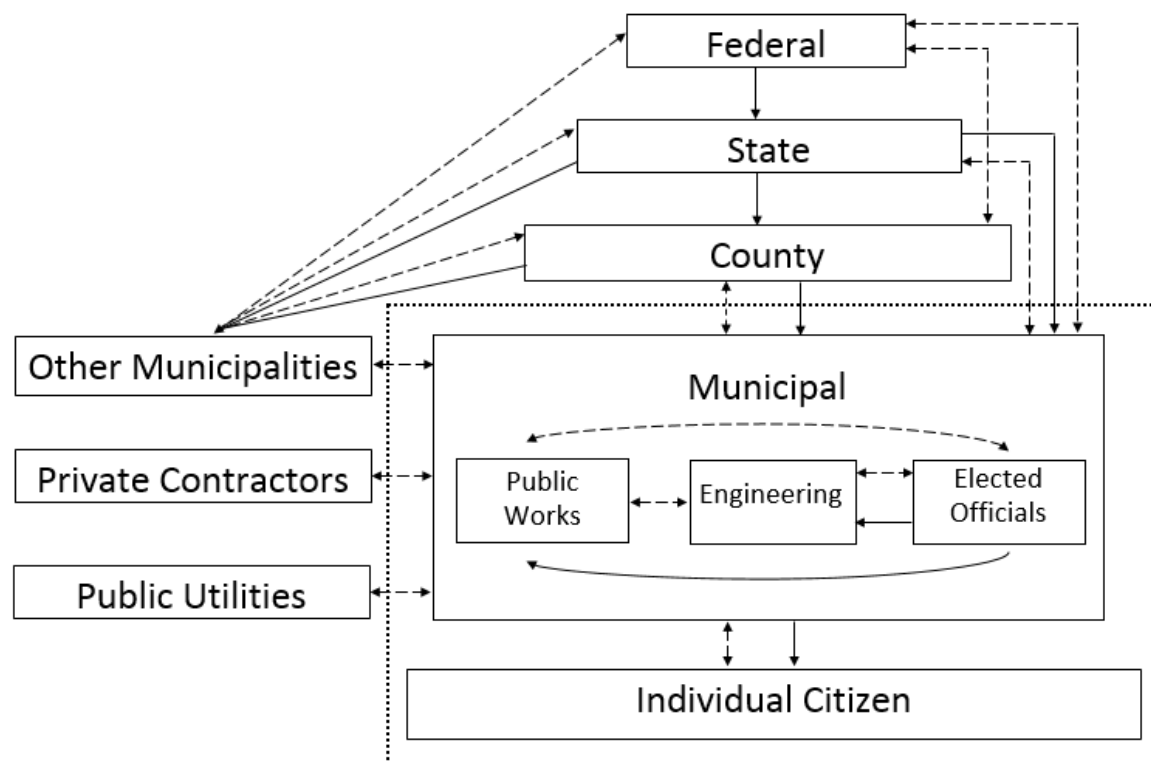 Federal
State
County
Other Municipalities
Municipal
Private Contractors
Public
Works
Engineering
Elected
Officials
Public Utilities
Individual Citizen